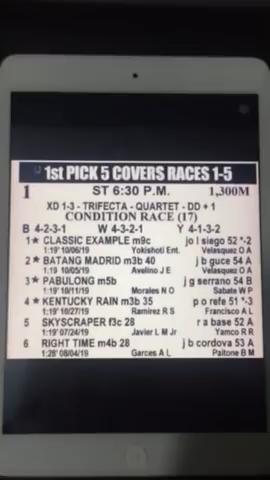 1st PICK 5 COVERS RACES 1-5
1 ST 6:30 P.M. 1,300M
XD 1-3 - TRIFECTA - QUARTET - DD + 1
CONDITION RACE (17)
B 4-2-3-1 W 4-3-2-1 Y 4-1-3-2
1★ CLASSIC EXAMPLE m9c jo l siego 52 *-2
1:19' 10/06/19 Yokishoti Ent. Velasquez O A
2★ BATANG MADRID m3b 40 j b guce 54 A
1:19 10/05/19 Avelino J E Velasquez O A
3★ PABULONG m5b j g serrano 54 B
1:19' 10/11/19 Morales N O Sabate W P
4★ KENTUCKY RAIN m3b 35 p o refe 51 *-3
1:19' 10/27/19 Ramirez R S Francisco A L
5 SKYSCRAPER f3c 28 r a base 52 A
1:19' 07/24/19 Javier L M Jr Yamco R R
6 RIGHT TIME m4b 28 j b cordova 53 A
1:28' 08/04/19 Garces A L Paitone B M